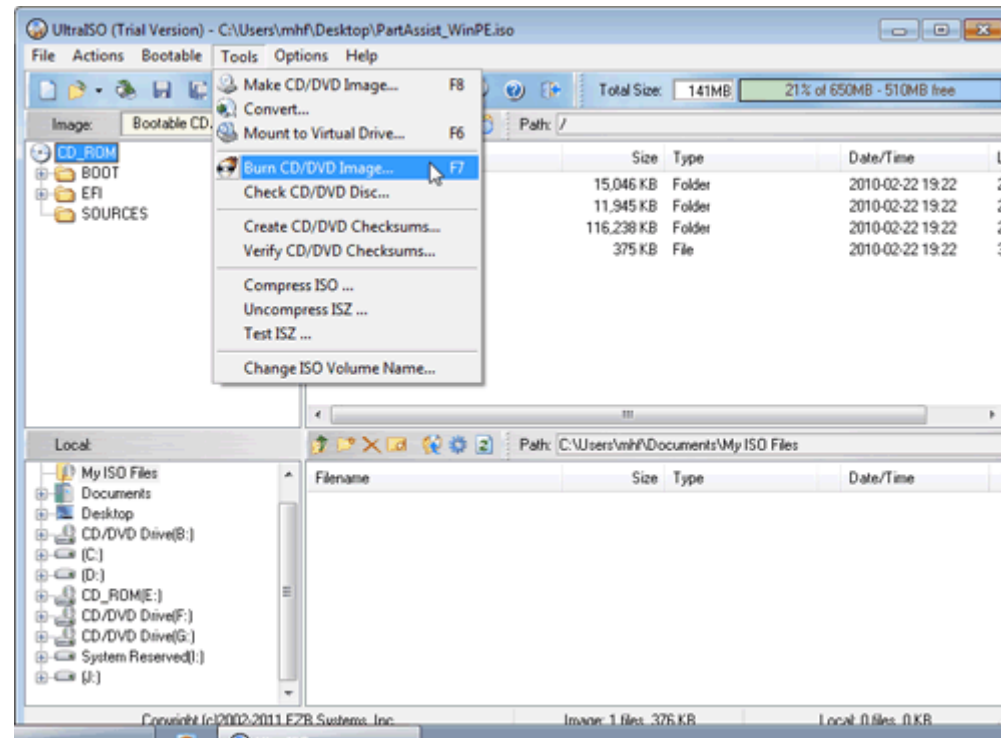 UltraISO (Trial Version) - C:\Users\mhf\Desktop\PartAssist_WinPE.iso
File Actions Bootable Tools Options Help
Make CD/DVD Image... F8
Convert...
Mount to Virtual Drive... F6
Burn CD/DVD Image... F7
Check CD/DVD Disc...
Create CD/DVD Checksums...
Verify CD/DVD Checksums...
Compress ISO ...
Uncompress ISZ ...
Test ISZ ...
Change ISO Volume Name...
Total Size: 141MB 21% of 650MB - 510MB free
Image: Bootable CD, Path: /
CD_ROM
BOOT
EFI
SOURCES
Size Type Date/Time
15,046 KB Folder 2010-02-22 19:22
11,945 KB Folder 2010-02-22 19:22
116,238 KB Folder 2010-02-22 19:22
375 KB File 2010-02-22 19:22
Local: Path: C:\Users\mhf\Documents\My ISO Files
My ISO Files
Documents
Desktop
CD/DVD Drive(B:)
(C:)
(D:)
CD_ROM(E:)
CD/DVD Drive(F:)
CD/DVD Drive(G:)
System Reserved(I:)
(J:)
Filename Size Type Date/Time
Copyright (c)2002-2011 EZB Systems, Inc. Image: 1 files, 376 KB Local: 0 files, 0 KB